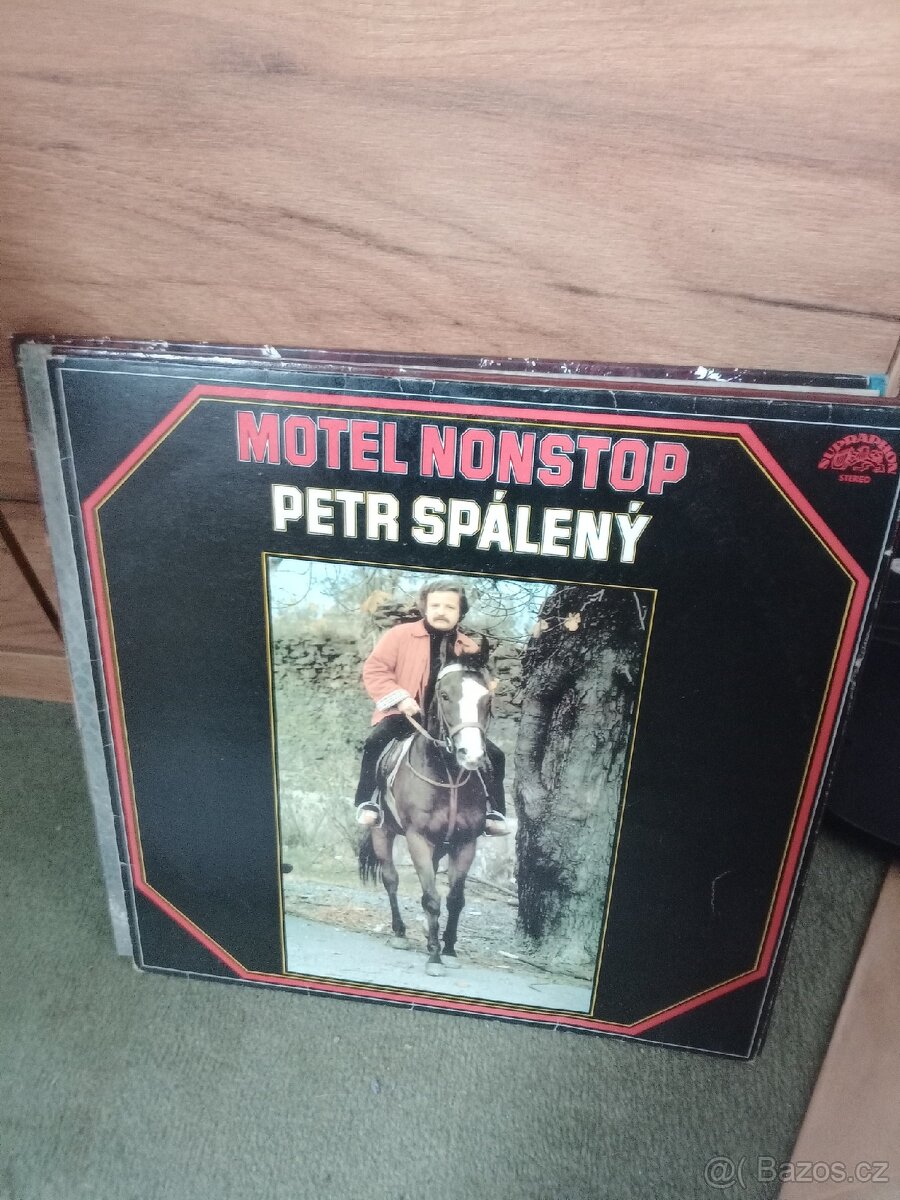 MOTEL NONSTOP
PETR SPÁLENÝ
SUPRAPHON
STEREO
@( Bazos.cz